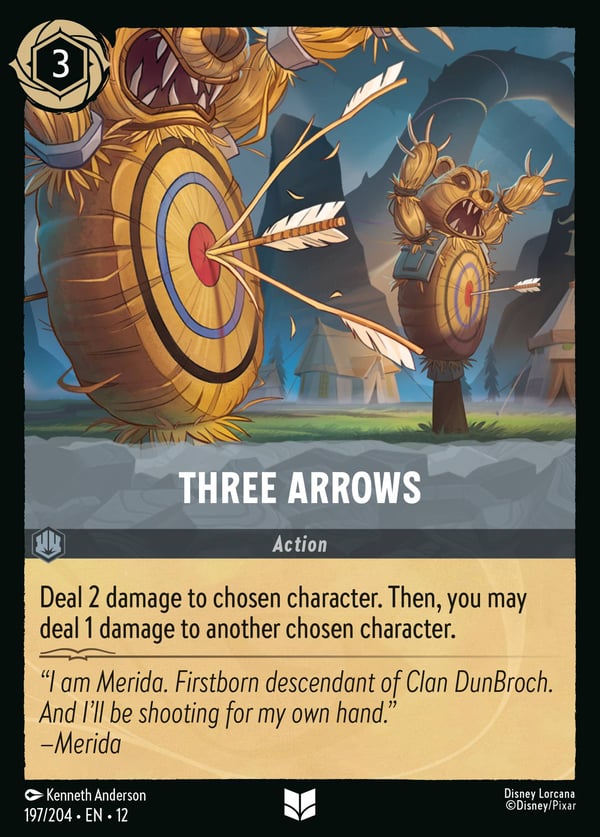 3
THREE ARROWS
Action
Deal 2 damage to chosen character. Then, you may
deal 1 damage to another chosen character.
“I am Merida. Firstborn descendant of Clan DunBroch.
And I’ll be shooting for my own hand.”
–Merida
Kenneth Anderson
197/204 • EN • 12
Disney Lorcana
©Disney/Pixar